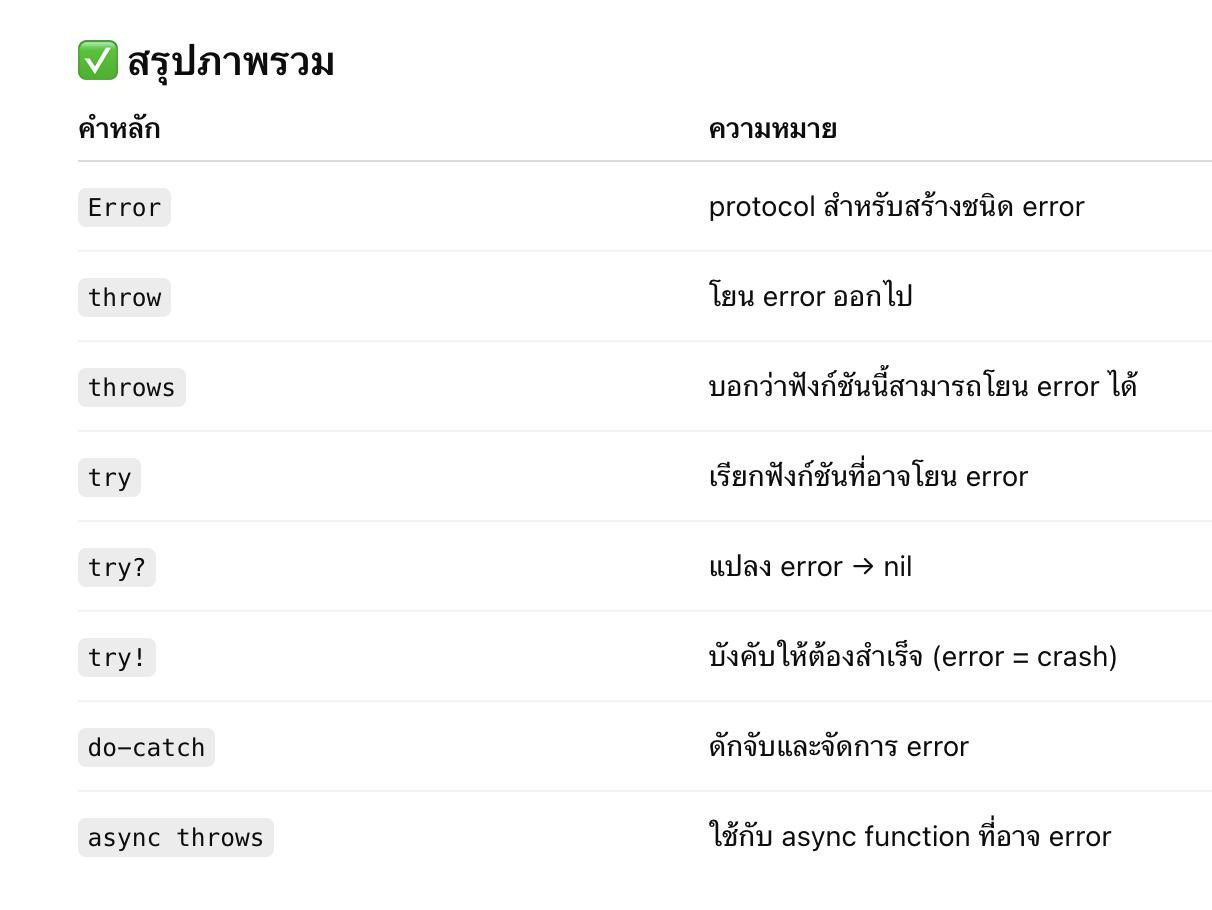 ✅ สรุปภาพรวม
คำหลัก ความหมาย
Error protocol สำหรับสร้างชนิด error
throw โยน error ออกไป
throws บอกว่าฟังก์ชันนี้สามารถโยน error ได้
try เรียกฟังก์ชันที่อาจโยน error
try? แปลง error → nil
try! บังคับให้ต้องสำเร็จ (error = crash)
do-catch ดักจับและจัดการ error
async throws ใช้กับ async function ที่อาจ error